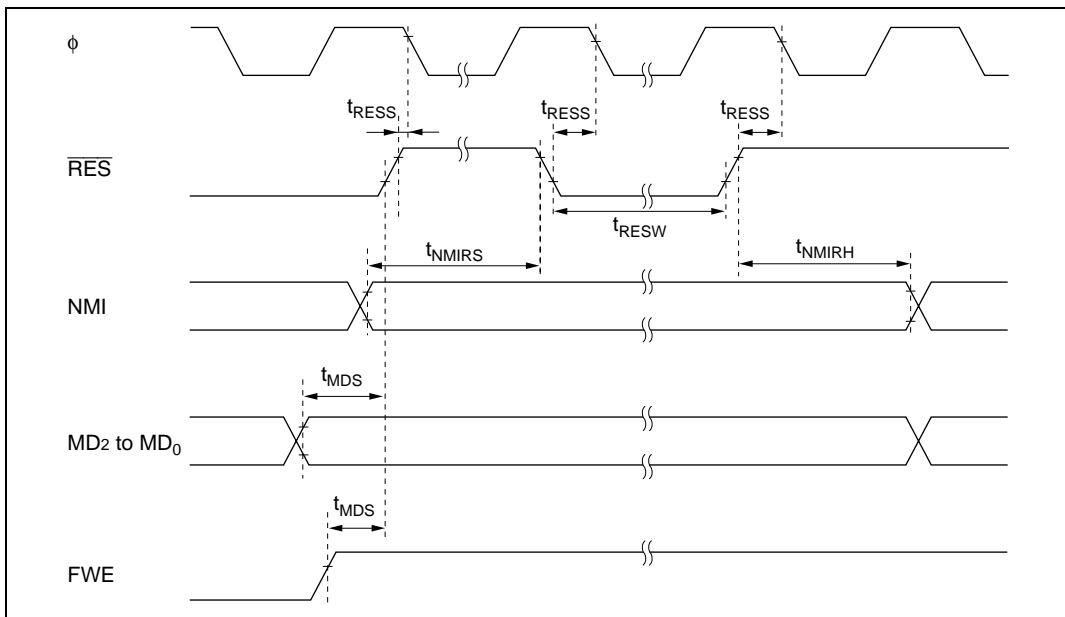 ϕ
tRESS
tRESS
tRESS
RES
tRESW
tNMIRS
tNMIRH
NMI
tMDS
MD2 to MD0
tMDS
FWE